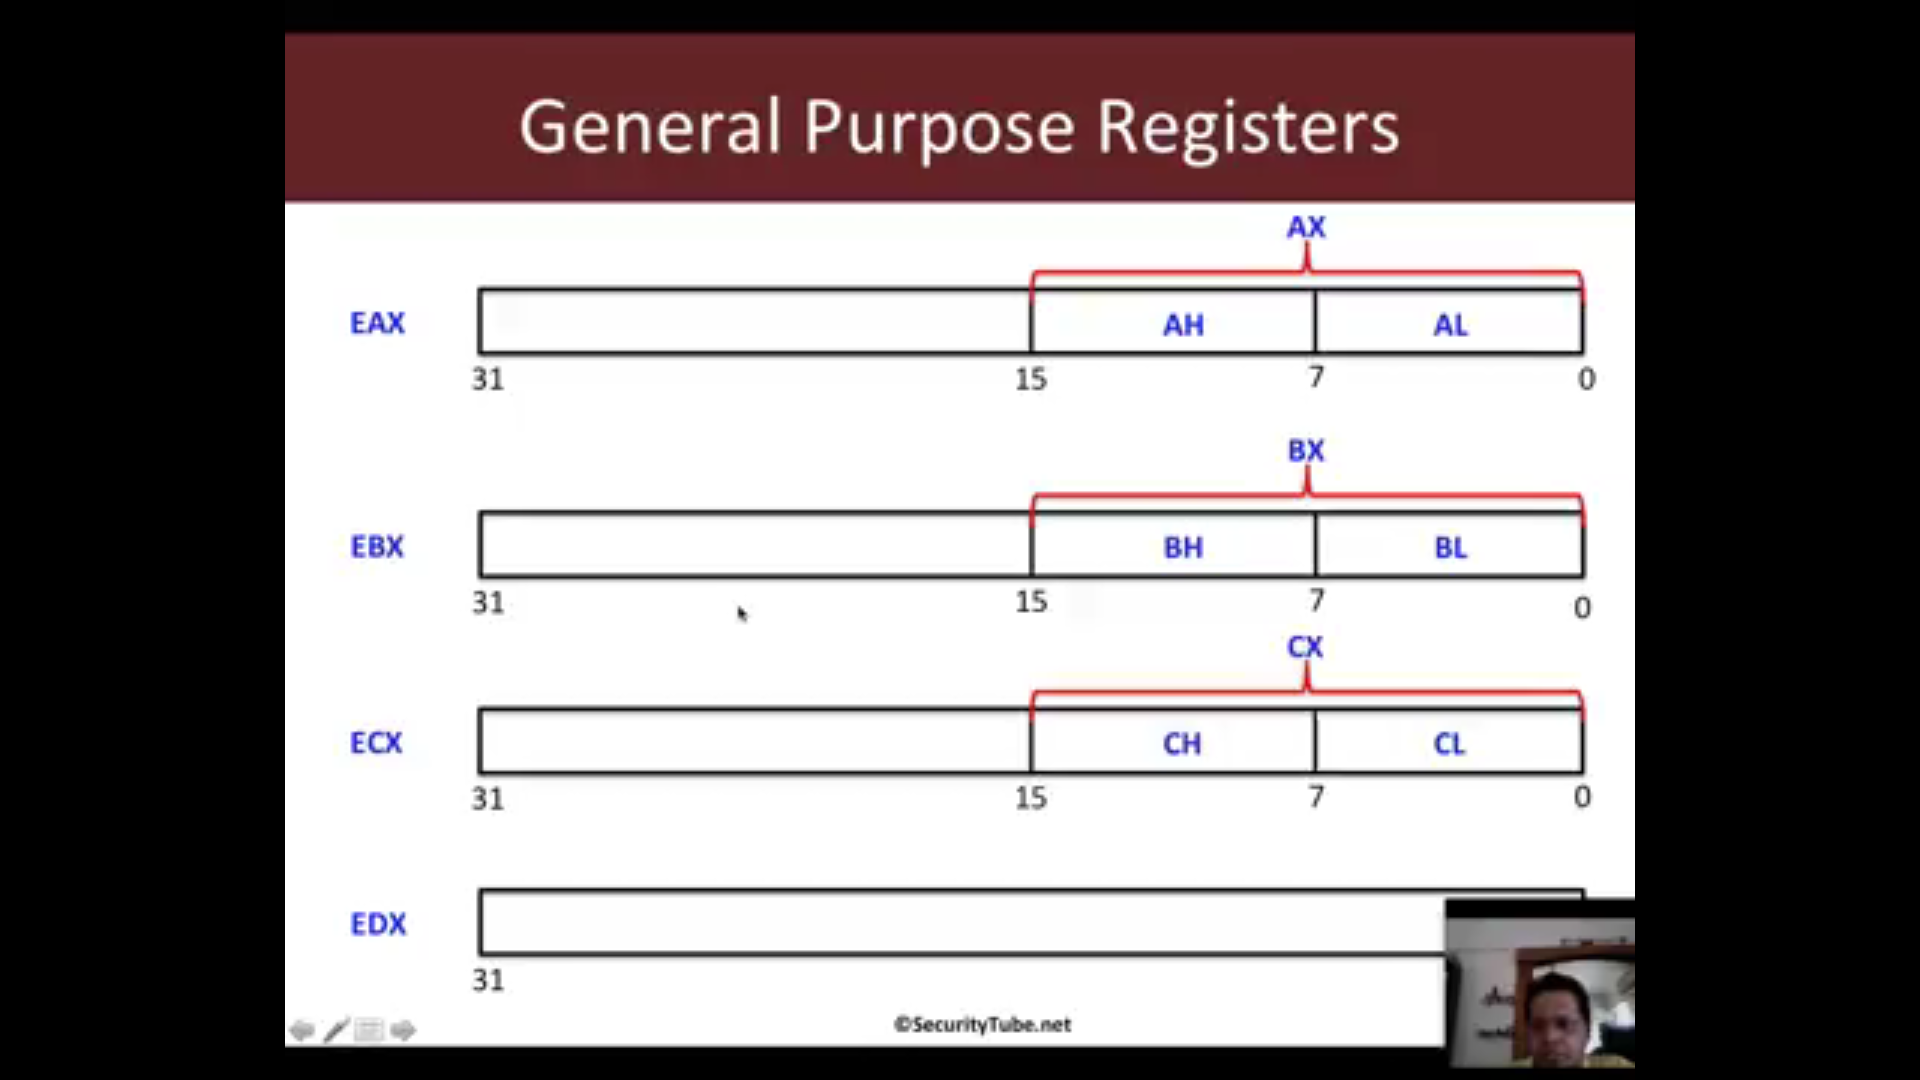 General Purpose Registers
AX
EAX AH AL
31 15 7 0
BX
EBX BH BL
31 15 7 0
CX
ECX CH CL
31 15 7 0
EDX
31
©SecurityTube.net